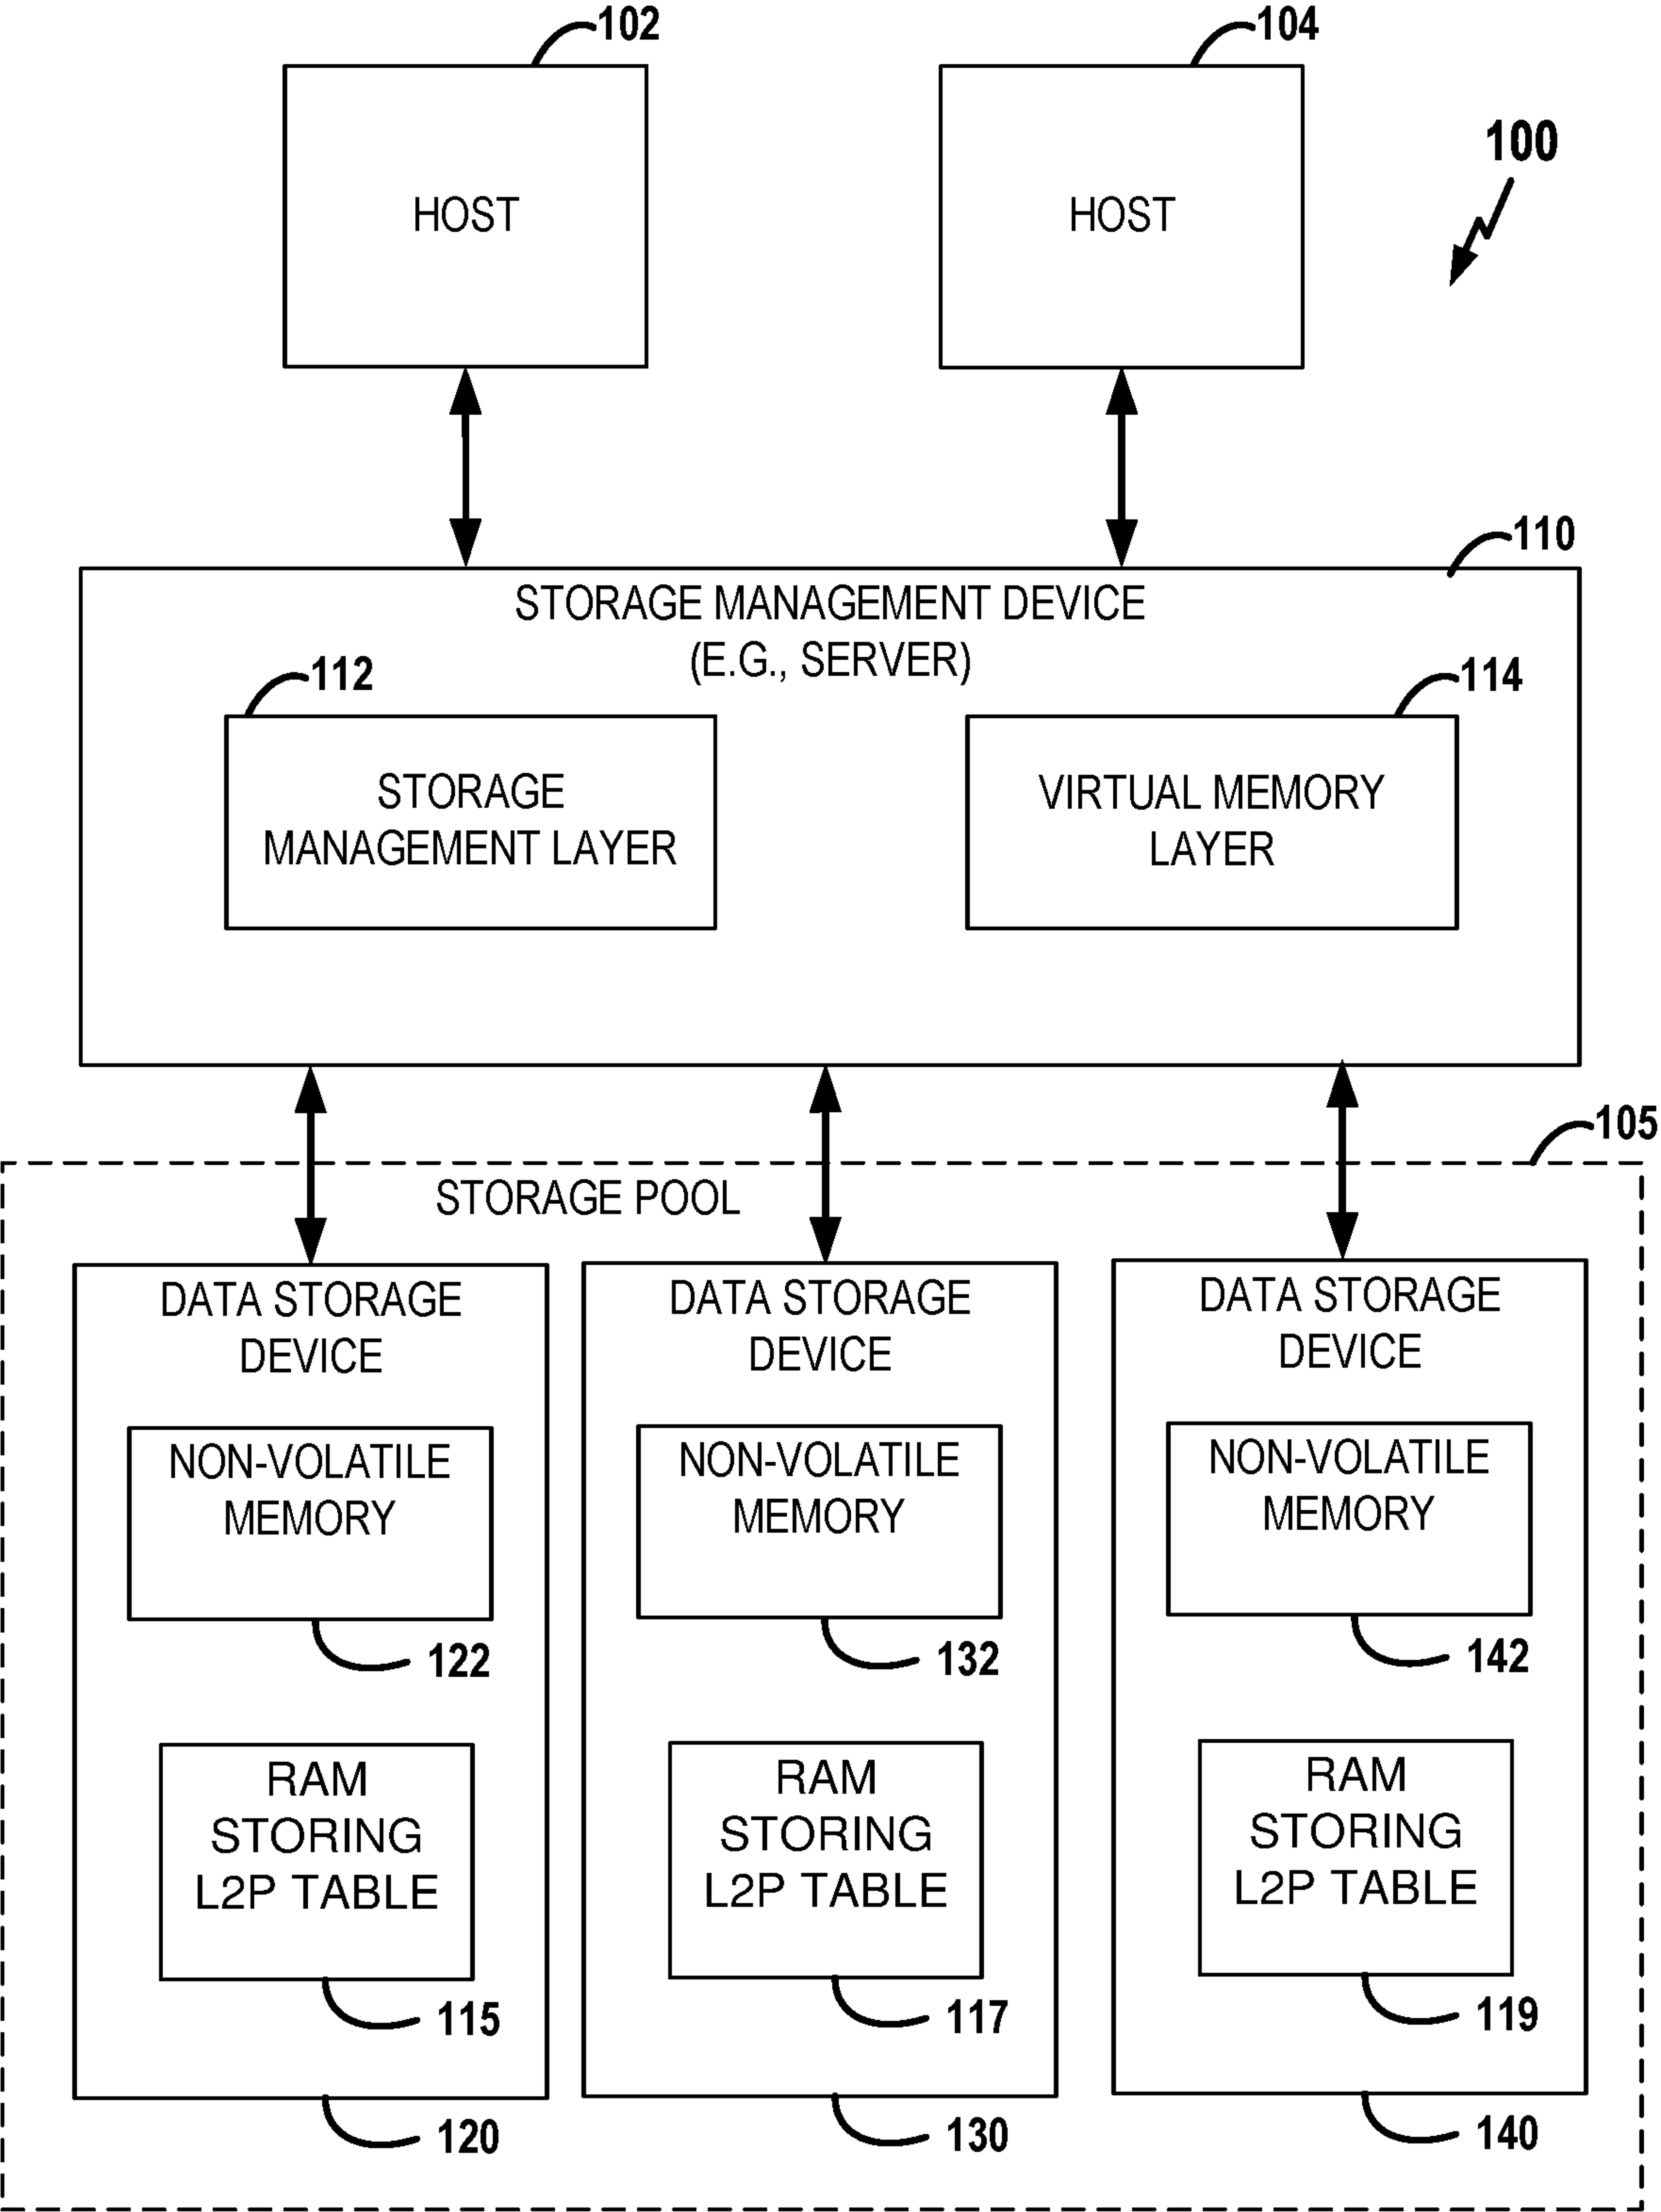 102
104
100
HOST
HOST
110
STORAGE MANAGEMENT DEVICE
(E.G., SERVER)
112
114
STORAGE
MANAGEMENT LAYER
VIRTUAL MEMORY
LAYER
105
STORAGE POOL
DATA STORAGE
DEVICE
NON-VOLATILE
MEMORY
122
RAM
STORING
L2P TABLE
115
120
DATA STORAGE
DEVICE
NON-VOLATILE
MEMORY
132
RAM
STORING
L2P TABLE
117
130
DATA STORAGE
DEVICE
NON-VOLATILE
MEMORY
142
RAM
STORING
L2P TABLE
119
140